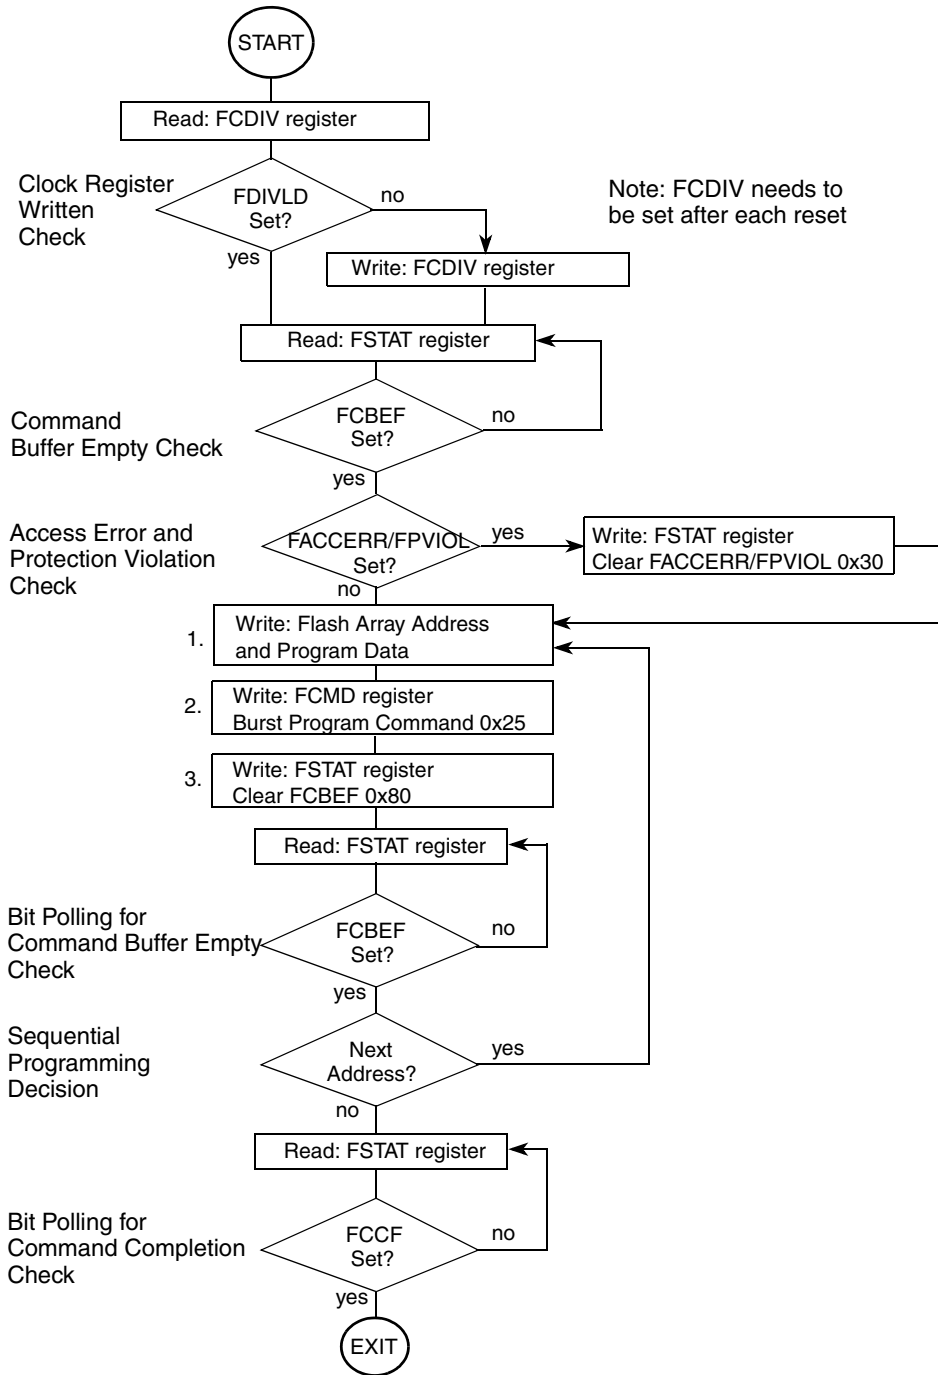 START
Read: FCDIV register
Clock Register
Written
Check
FDIVLD
Set?
no
yes
Note: FCDIV needs to
be set after each reset
Write: FCDIV register
Read: FSTAT register
Command
Buffer Empty Check
FCBEF
Set?
no
yes
Access Error and
Protection Violation
Check
FACCERR/FPVIOL
Set?
yes
no
Write: FSTAT register
Clear FACCERR/FPVIOL 0x30
1.
Write: Flash Array Address
and Program Data
2.
Write: FCMD register
Burst Program Command 0x25
3.
Write: FSTAT register
Clear FCBEF 0x80
Read: FSTAT register
Bit Polling for
Command Buffer Empty
Check
FCBEF
Set?
no
yes
Sequential
Programming
Decision
Next
Address?
yes
no
Read: FSTAT register
Bit Polling for
Command Completion
Check
FCCF
Set?
no
yes
EXIT